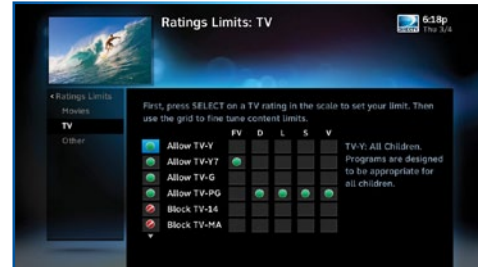 Ratings Limits: TV
6:18p
DIRECTV
Thu 3/4
Ratings Limits
Movies
TV
Other
First, press SELECT on a TV rating in the scale to set your limit. Then
use the grid to fine tune content limits.
FV D L S V
Allow TV-Y
Allow TV-Y7
Allow TV-G
Allow TV-PG
Block TV-14
Block TV-MA
TV-Y: All Children.
Programs are designed
to be appropriate for
all children.